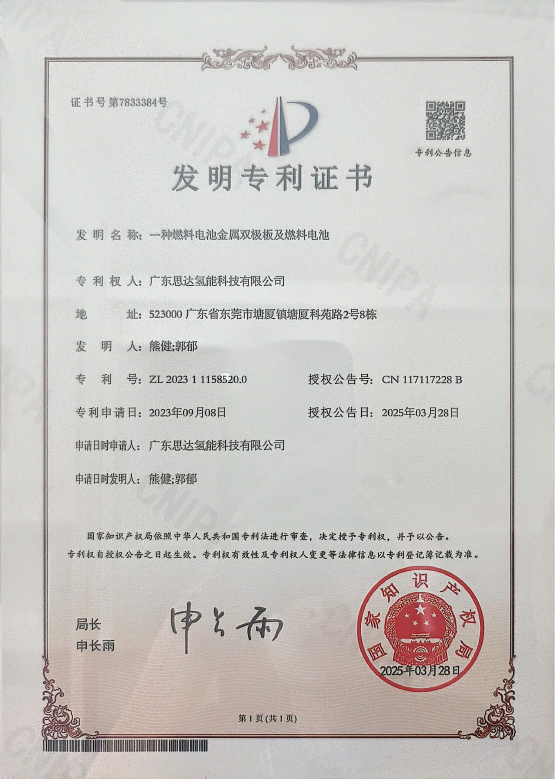 证书号第7833384号
专利公告信息
发明专利证书
发明名称：一种燃料电池金属双极板及燃料电池
专利权人：广东思达氢能科技有限公司
地址：523000 广东省东莞市塘厦镇塘厦科苑路2号8栋
发明人：熊健;郭郁
专利号：ZL 2023 1 1158520.0 授权公告号：CN 117117228 B
专利申请日：2023年09月08日 授权公告日：2025年03月28日
申请日时申请人：广东思达氢能科技有限公司
申请日时发明人：熊健;郭郁
国家知识产权局依照中华人民共和国专利法进行审查，决定授予专利权，并予以公告。
专利权自授权公告之日起生效。专利权有效性及专利权人变更等法律信息以专利登记簿记载为准。
局长
申长雨
申长雨
国家知识产权局
2025年03月28日
第1页(共1页)
CNIPA
CNIPA
CNIPA
CNIPA